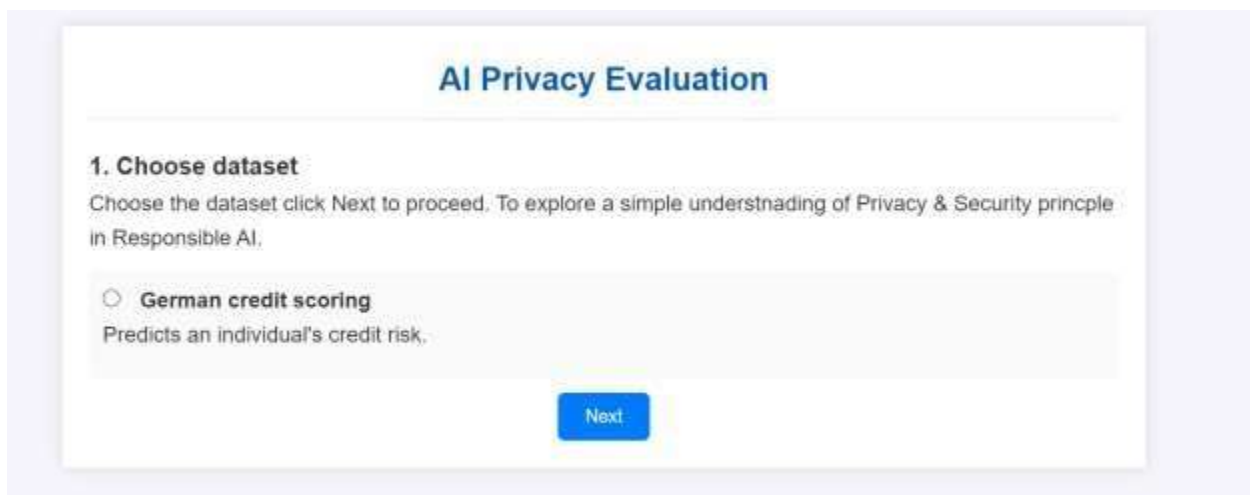 AI Privacy Evaluation
1. Choose dataset
Choose the dataset click Next to proceed. To explore a simple understnading of Privacy & Security princple
in Responsible AI.
German credit scoring
Predicts an individual's credit risk.
Next